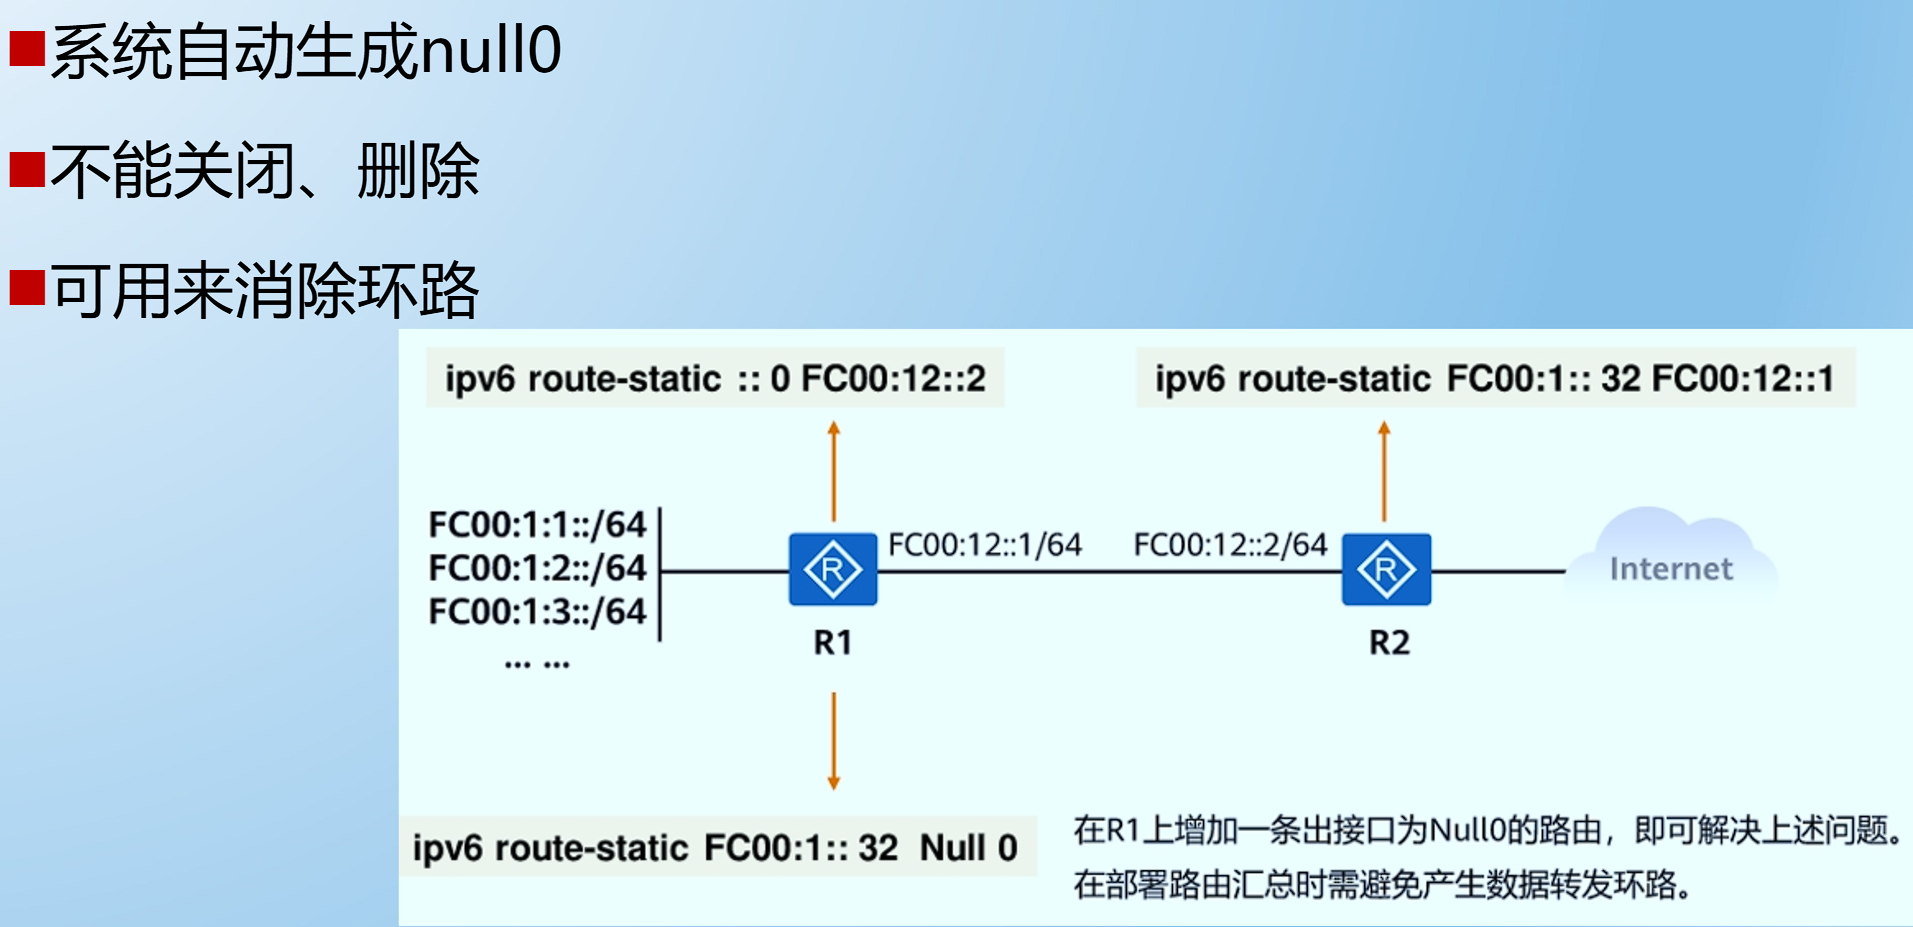 系统自动生成null0
不能关闭、删除
可用来消除环路
ipv6 route-static :: 0 FC00:12::2
ipv6 route-static FC00:1:: 32 FC00:12::1
FC00:1:1::/64
FC00:1:2::/64
FC00:1:3::/64
... ...
R
FC00:12::1/64
FC00:12::2/64
R
Internet
R1
R2
ipv6 route-static FC00:1:: 32 Null 0
在R1上增加一条出接口为Null0的路由，即可解决上述问题。
在部署路由汇总时需避免产生数据转发环路。